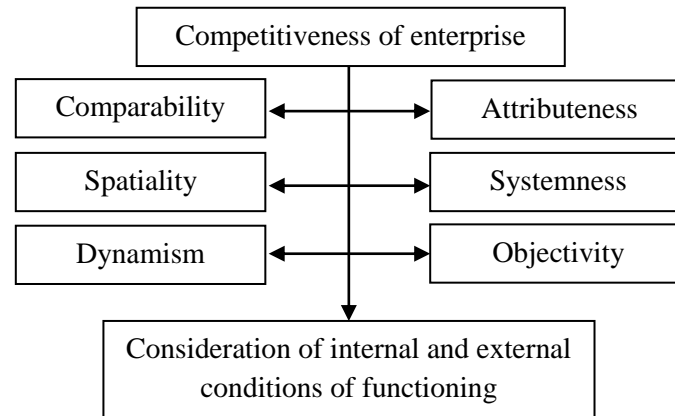 Competitiveness of enterprise
Comparability
Attributeness
Spatiality
Systemness
Dynamism
Objectivity
Consideration of internal and external
conditions of functioning